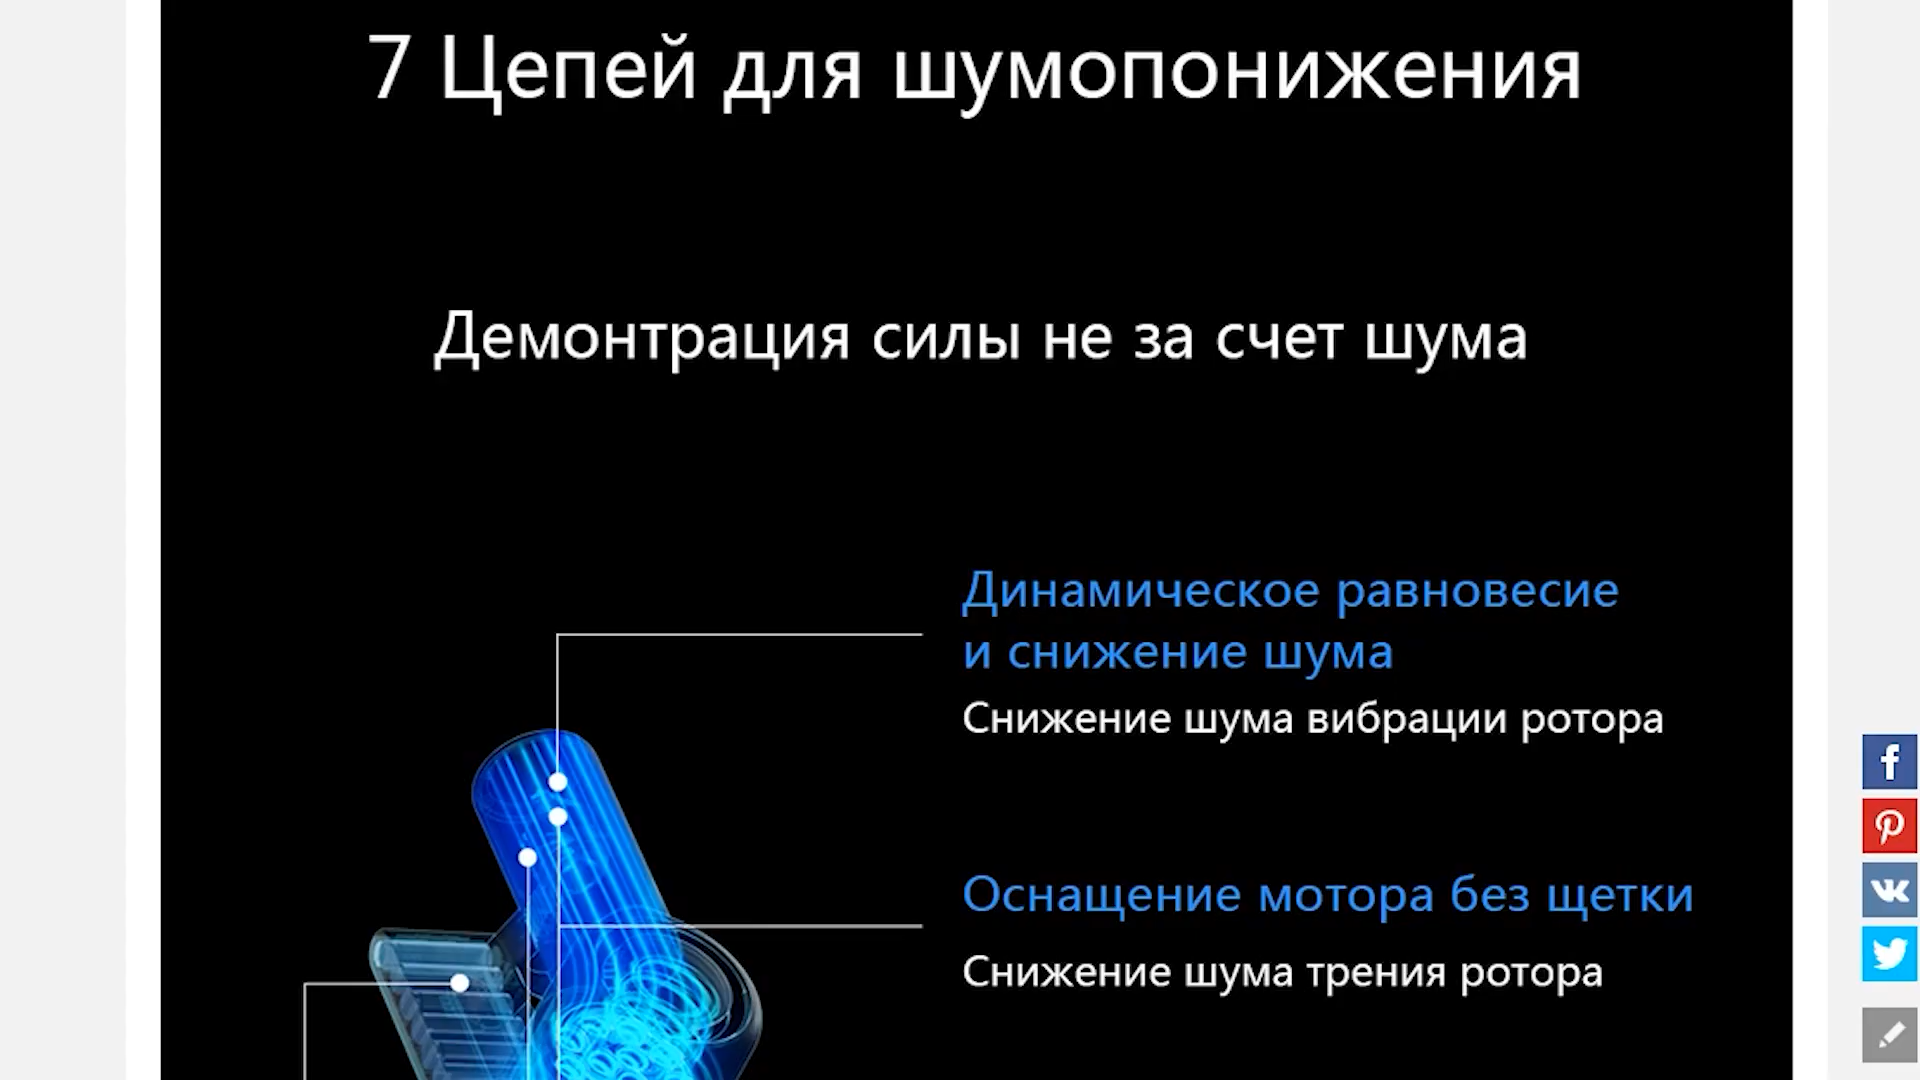 7 Цепей для шумопонижения
Демонтрация силы не за счет шума
Динамическое равновесие
и снижение шума
Снижение шума вибрации ротора
Оснащение мотора без щетки
Снижение шума трения ротора